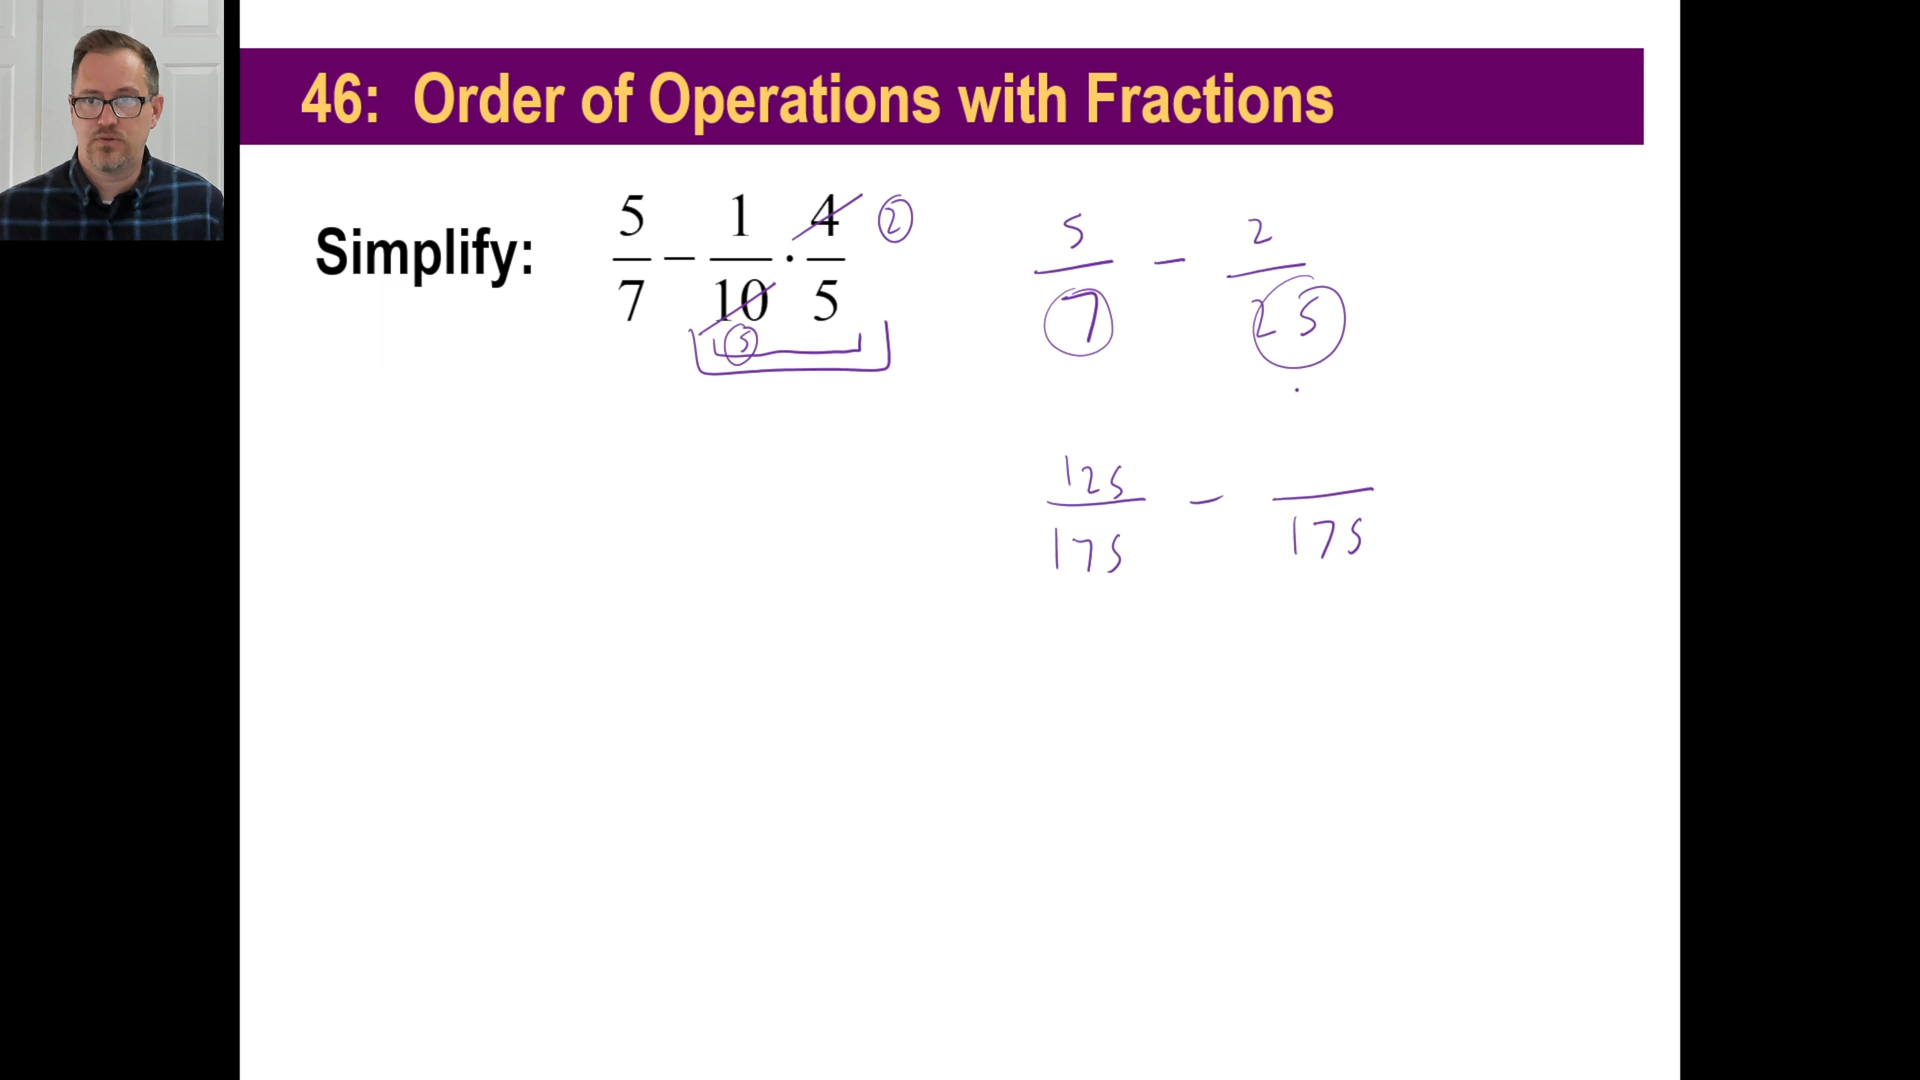 46: Order of Operations with Fractions
Simplify: 5/7 − 1/10 · 4/5
②
⑤
5/7 − 2/25
125/175 − /175